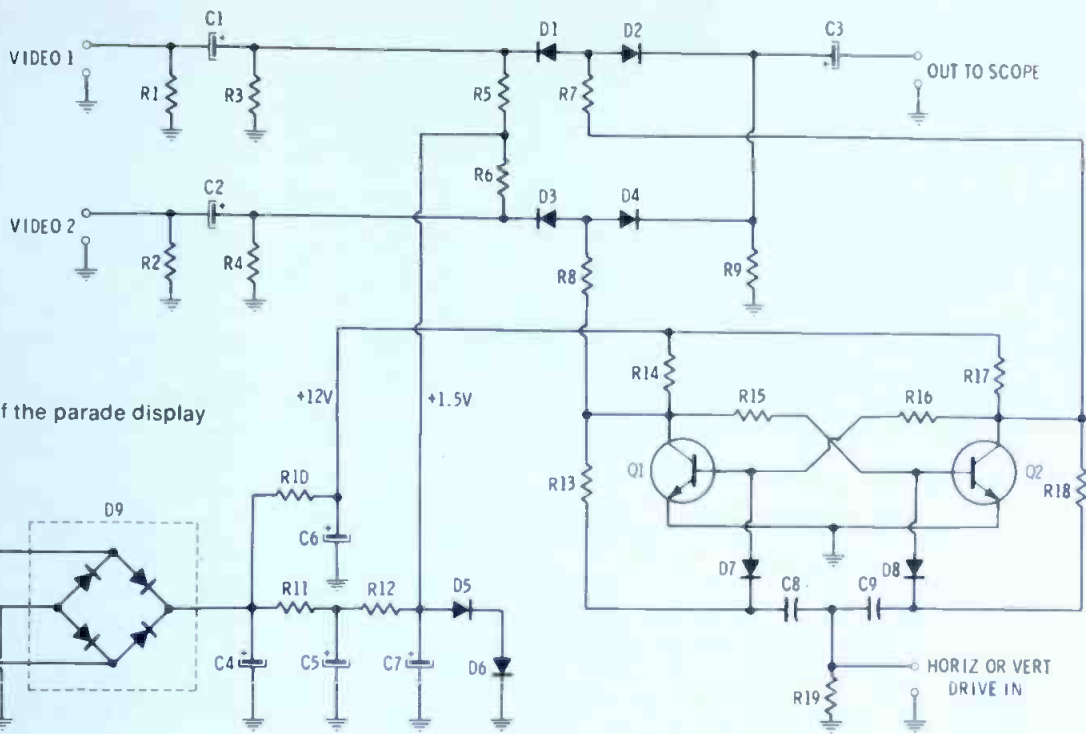 C1
D1
D2
C3
VIDEO 1
OUT TO SCOPE
R1
R3
R5
R7
R6
C2
D3
D4
VIDEO 2
R2
R4
R8
R9
R14
R17
+12V
+1.5V
R15
R16
f the parade display
Q1
Q2
R10
R13
R18
D9
C6
D7
C8
C9
D8
R11
R12
D5
C4
C5
C7
D6
R19
HORIZ OR VERT
DRIVE IN